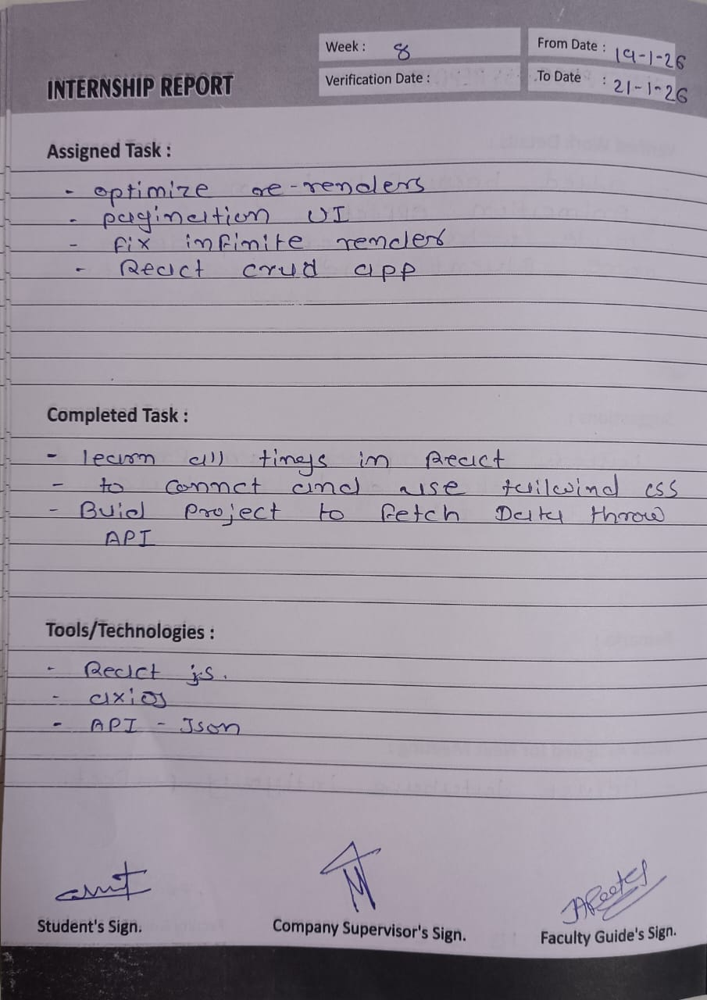 Week : 8
From Date : 19-1-26
INTERNSHIP REPORT
Verification Date :
To Date : 21-1-26
Assigned Task :
- optimize re-renders
- pagination UI
- fix infinite render
- React crud app
Completed Task :
- learn all tings in React
- to connct and use tailwind css
- Buid project to fetch Data throw
API
Tools/Technologies :
- React js.
- axios
- API - Json
Student's Sign.
Company Supervisor's Sign.
Faculty Guide's Sign.